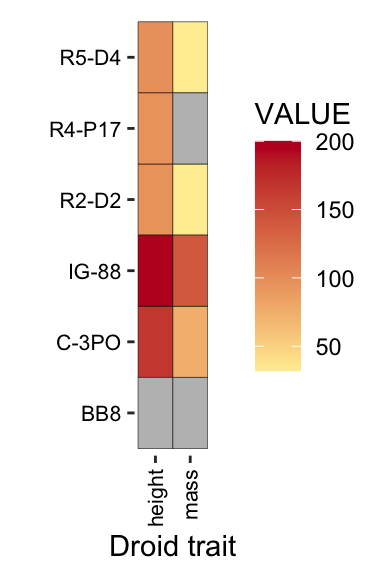 R5-D4
R4-P17
R2-D2
IG-88
C-3PO
BB8
height
mass
Droid trait
VALUE
200
150
100
50